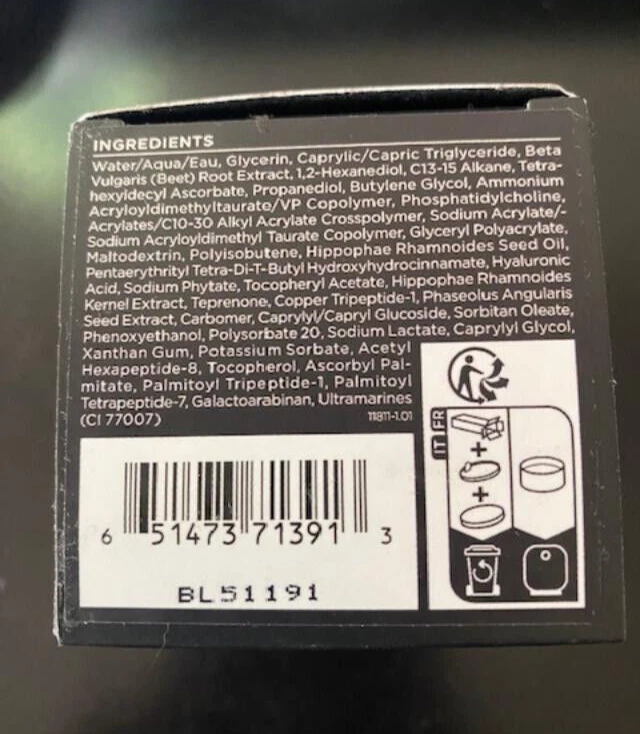 INGREDIENTS
Water/Aqua/Eau, Glycerin, Caprylic/Capric Triglyceride, Beta
Vulgaris (Beet) Root Extract, 1,2-Hexanediol, C13-15 Alkane, Tetra-
hexyldecyl Ascorbate, Propanediol, Butylene Glycol, Ammonium
Acryloyldimethyltaurate/VP Copolymer, Phosphatidylcholine,
Acrylates/C10-30 Alkyl Acrylate Crosspolymer, Sodium Acrylate/-
Sodium Acryloyldimethyl Taurate Copolymer, Glyceryl Polyacrylate,
Maltodextrin, Polyisobutene, Hippophae Rhamnoides Seed Oil,
Pentaerythrityl Tetra-Di-T-Butyl Hydroxyhydrocinnamate, Hyaluronic
Acid, Sodium Phytate, Tocopheryl Acetate, Hippophae Rhamnoides
Kernel Extract, Teprenone, Copper Tripeptide-1, Phaseolus Angularis
Seed Extract, Carbomer, Caprylyl/Capryl Glucoside, Sorbitan Oleate,
Phenoxyethanol, Polysorbate 20, Sodium Lactate, Caprylyl Glycol,
Xanthan Gum, Potassium Sorbate, Acetyl
Hexapeptide-8, Tocopherol, Ascorbyl Pal-
mitate, Palmitoyl Tripeptide-1, Palmitoyl
Tetrapeptide-7, Galactoarabinan, Ultramarines
(CI 77007) 11811-1.01
IT FR
6 51473 71391 3
BL51191